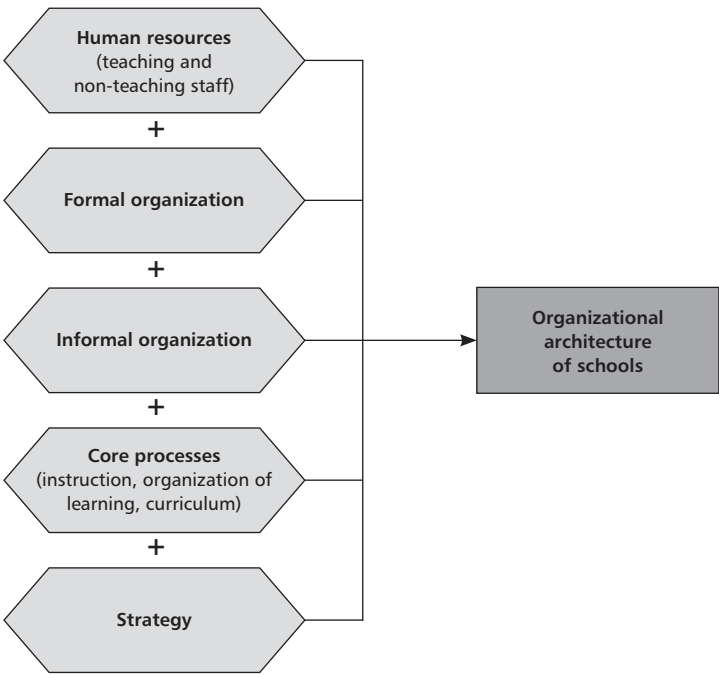 Human resources
(teaching and
non-teaching staff)
+
Formal organization
+
Informal organization
+
Core processes
(instruction, organization of
learning, curriculum)
+
Strategy
Organizational
architecture
of schools